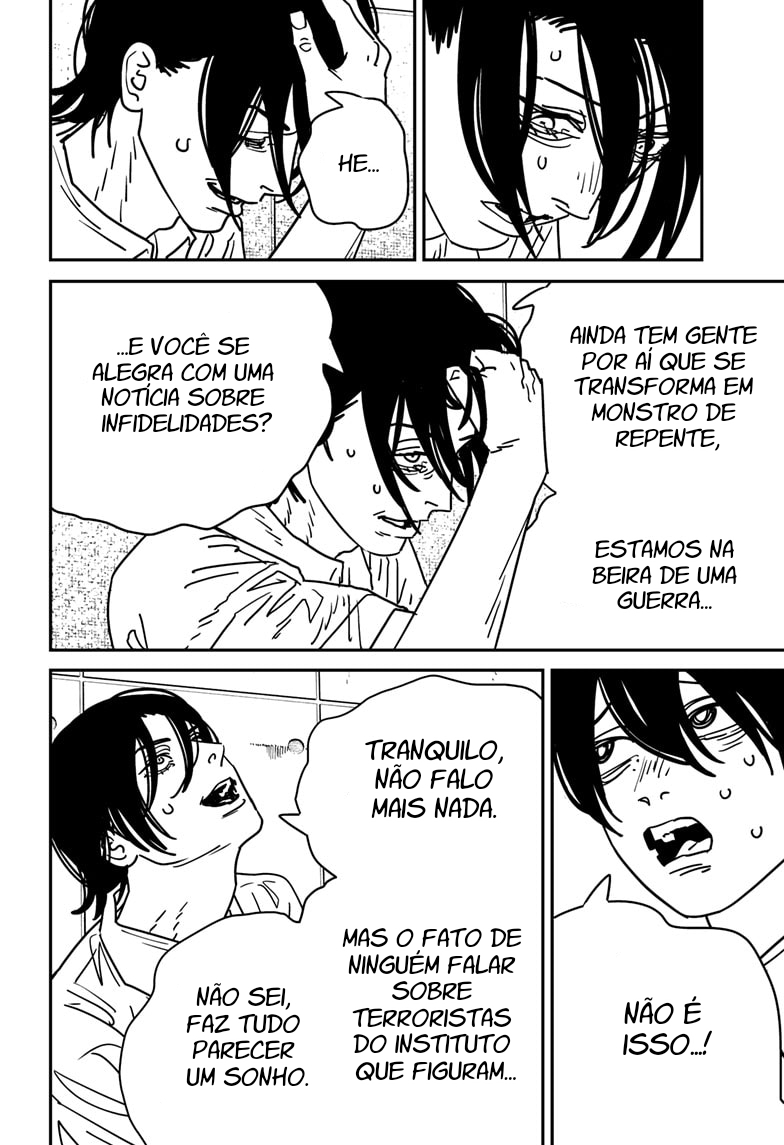 HE...
AINDA TEM GENTE
POR AÍ QUE SE
TRANSFORMA EM
MONSTRO DE
REPENTE,
ESTAMOS NA
BEIRA DE UMA
GUERRA...
...E VOCÊ SE
ALEGRA COM UMA
NOTÍCIA SOBRE
INFIDELIDADES?
NÃO É
ISSO...!
TRANQUILO,
NÃO FALO
MAIS NADA.
MAS O FATO DE
NINGUÉM FALAR
SOBRE
TERRORISTAS
DO INSTITUTO
QUE FIGURAM...
NÃO SEI,
FAZ TUDO
PARECER
UM SONHO.